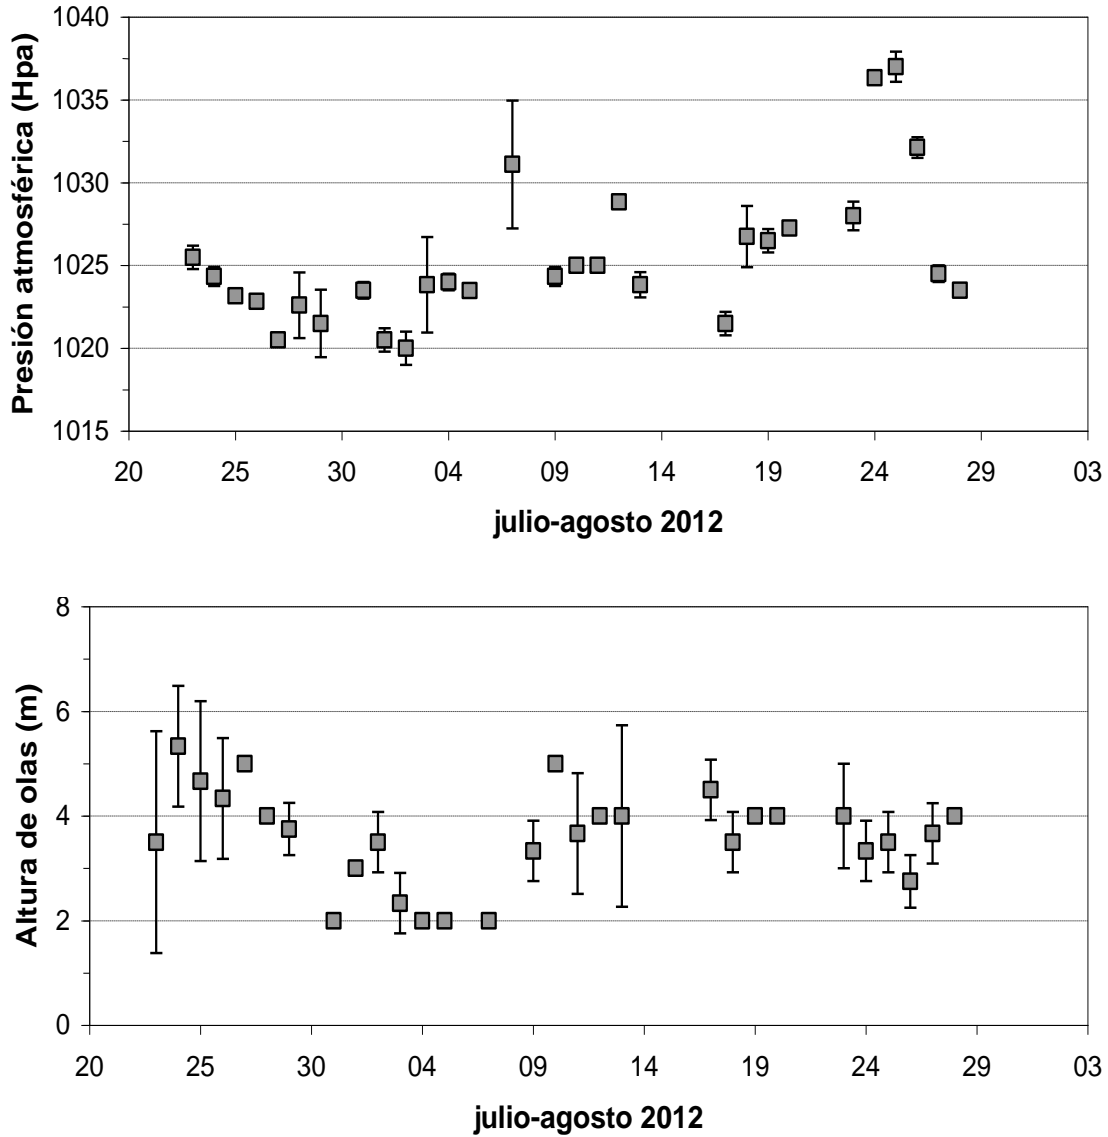 Presión atmosférica (Hpa)
1040
1035
1030
1025
1020
1015
20 25 30 04 09 14 19 24 29 03
julio-agosto 2012
Altura de olas (m)
8
6
4
2
0
20 25 30 04 09 14 19 24 29 03
julio-agosto 2012